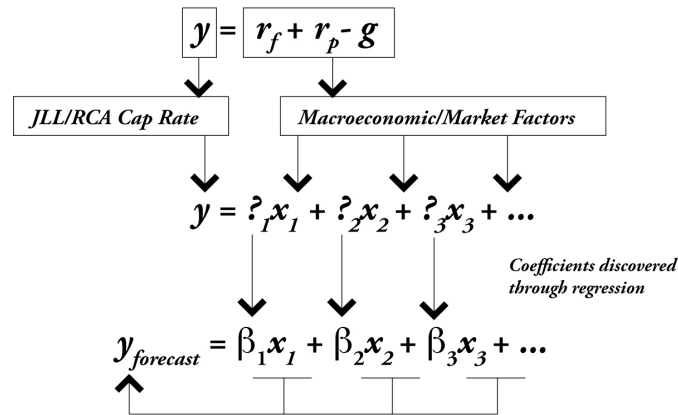 y = r_f + r_p - g
JLL/RCA Cap Rate
Macroeconomic/Market Factors
y = ?_1x_1 + ?_2x_2 + ?_3x_3 + ...
Coefficients discovered
through regression
y_forecast = β_1x_1 + β_2x_2 + β_3x_3 + ...